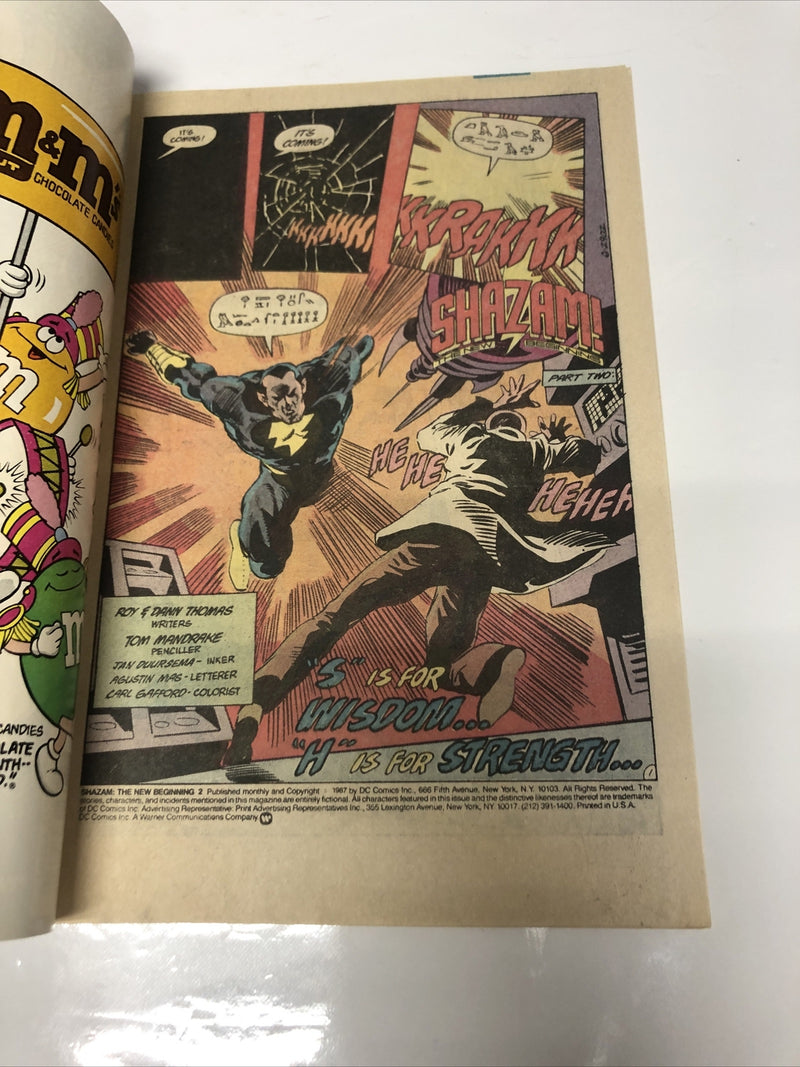 m&m's
CHOCOLATE CANDIES
m
m
CANDIES
IT'S
COMING!
IT'S
COMING!
KKRAKKK
SHAZAM!
THE NEW BEGINNING
PART TWO:
HE HE
HEHEH
ROY & DANN THOMAS
WRITERS
TOM MANDRAKE
PENCILLER
JAN DUURSEMA - INKER
AGUSTIN MAS - LETTERER
CARL GAFFORD - COLORIST
"S" IS FOR
WISDOM...
"H" IS FOR STRENGTH...
1
SHAZAM: THE NEW BEGINNING 2 Published monthly and Copyright 1987 by DC Comics Inc., 666 Fifth Avenue, New York, N.Y. 10103. All Rights Reserved. The
stories, characters, and incidents mentioned in this magazine are entirely fictional. All characters featured in this issue and the distinctive likenesses thereof are trademarks
of DC Comics Inc. Advertising Representative: Print Advertising Representatives Inc., 355 Lexington Avenue, New York, NY 10017. (212) 391-1400. Printed in U.S.A.
DC Comics Inc. A Warner Communications Company